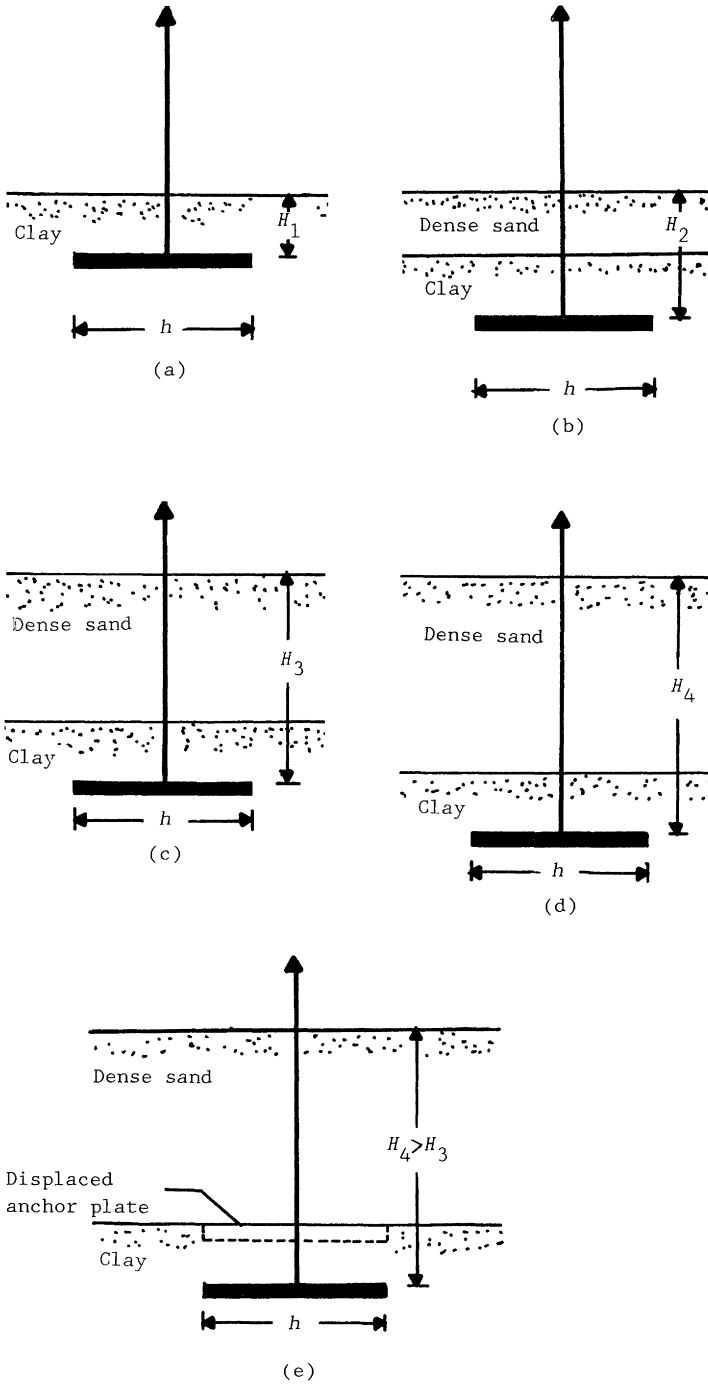 Clay
H1
h
(a)
Dense sand
H2
Clay
h
(b)
Dense sand
H3
Clay
h
(c)
Dense sand
H4
Clay
h
(d)
Dense sand
H4>H3
Displaced
anchor plate
Clay
h
(e)